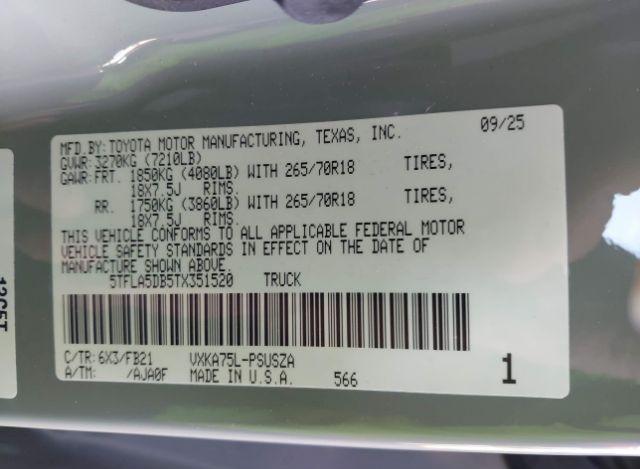 MFD.BY: TOYOTA MOTOR MANUFACTURING, TEXAS, INC. 09/25
GVWR: 3270KG (7210LB)
GAWR: FRT. 1850KG (4080LB) WITH 265/70R18 TIRES,
18X7.5J RIMS.
RR. 1750KG (3860LB) WITH 265/70R18 TIRES,
18X7.5J RIMS.
THIS VEHICLE CONFORMS TO ALL APPLICABLE FEDERAL MOTOR
VEHICLE SAFETY STANDARDS IN EFFECT ON THE DATE OF
MANUFACTURE SHOWN ABOVE.
5TFLA5DB5TX351520 TRUCK
C/TR: 6X3/FB21 VXKA75L-PSUSZA
A/TM: /AJA0F MADE IN U.S.A. 566 1